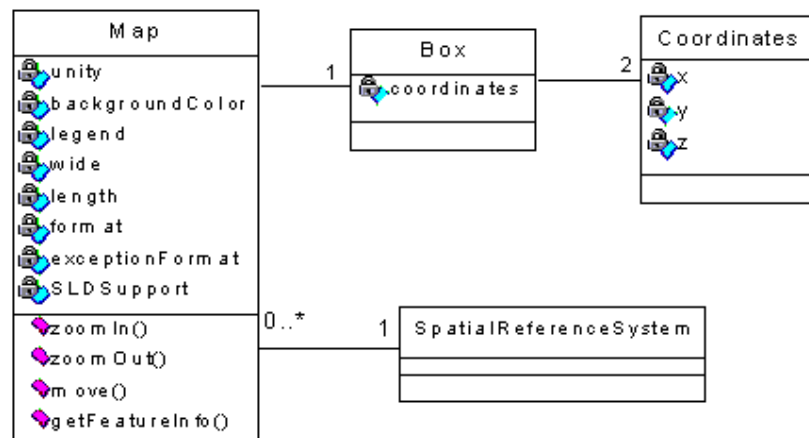 Map
unity
backgroundColor
legend
wide
length
format
exceptionFormat
SLDSupport
zoomIn()
zoomOut()
move()
getFeatureInfo()
1
Box
coordinates
2
Coordinates
x
y
z
0..*
1
SpatialReferenceSystem